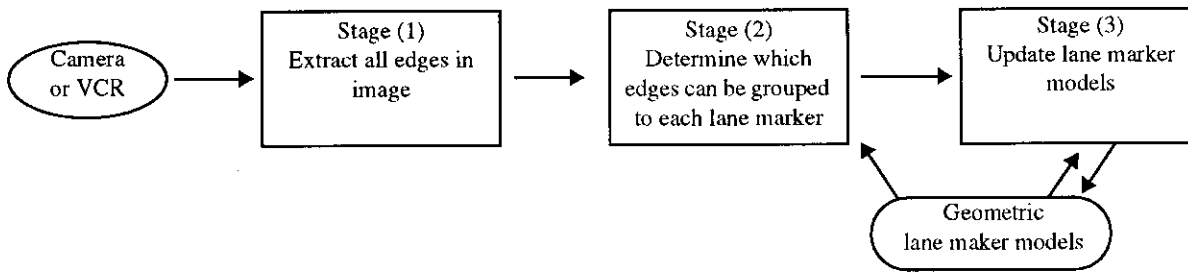 Camera
or VCR
Stage (1)
Extract all edges in
image
Stage (2)
Determine which
edges can be grouped
to each lane marker
Stage (3)
Update lane marker
models
Geometric
lane maker models